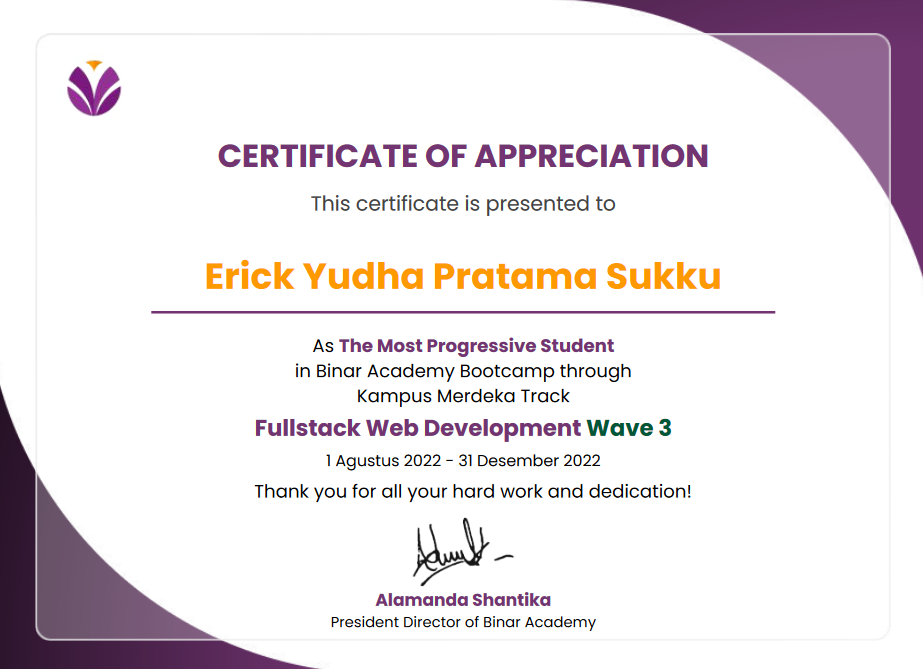 CERTIFICATE OF APPRECIATION
This certificate is presented to
Erick Yudha Pratama Sukku
As The Most Progressive Student
in Binar Academy Bootcamp through
Kampus Merdeka Track
Fullstack Web Development Wave 3
1 Agustus 2022 - 31 Desember 2022
Thank you for all your hard work and dedication!
Alamanda Shantika
President Director of Binar Academy